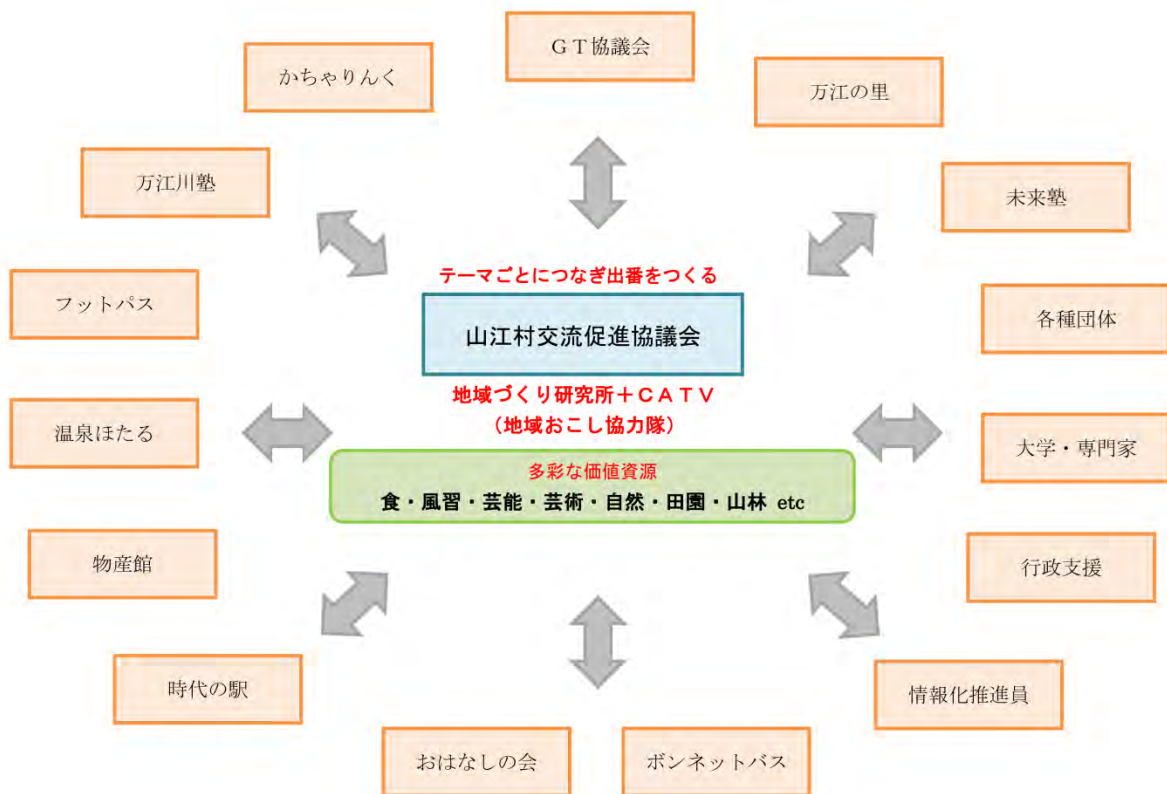 GT協議会
かちゃりんく
万江の里
万江川塾
未来塾
テーマごとにつなぎ出番をつくる
フットパス
山江村交流促進協議会
各種団体
地域づくり研究所+CATV
(地域おこし協力隊)
温泉ほたる
大学・専門家
多彩な価値資源
食・風習・芸能・芸術・自然・田園・山林 etc
物産館
行政支援
時代の駅
情報化推進員
おはなしの会
ボンネットバス